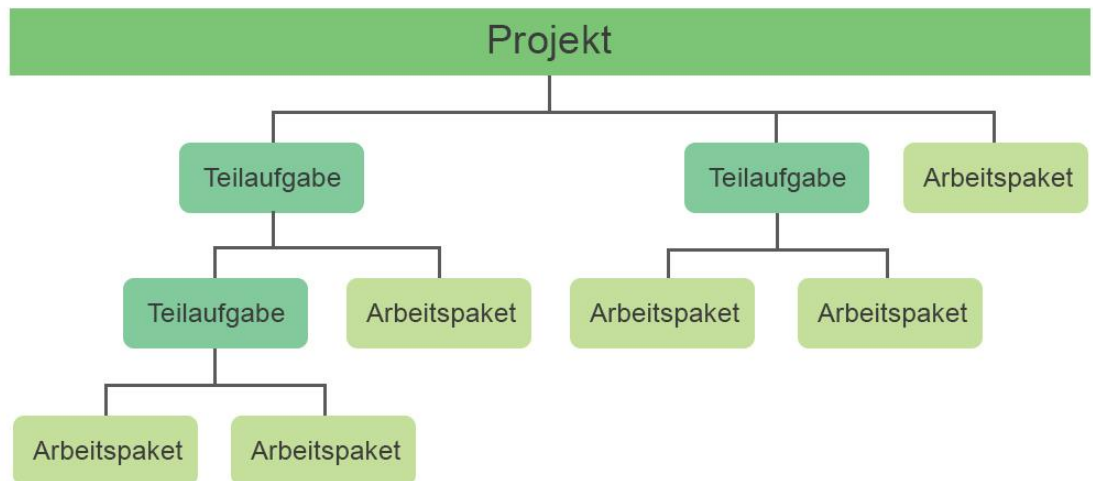 Projekt
Teilaufgabe
Teilaufgabe
Arbeitspaket
Teilaufgabe
Arbeitspaket
Arbeitspaket
Arbeitspaket
Arbeitspaket
Arbeitspaket